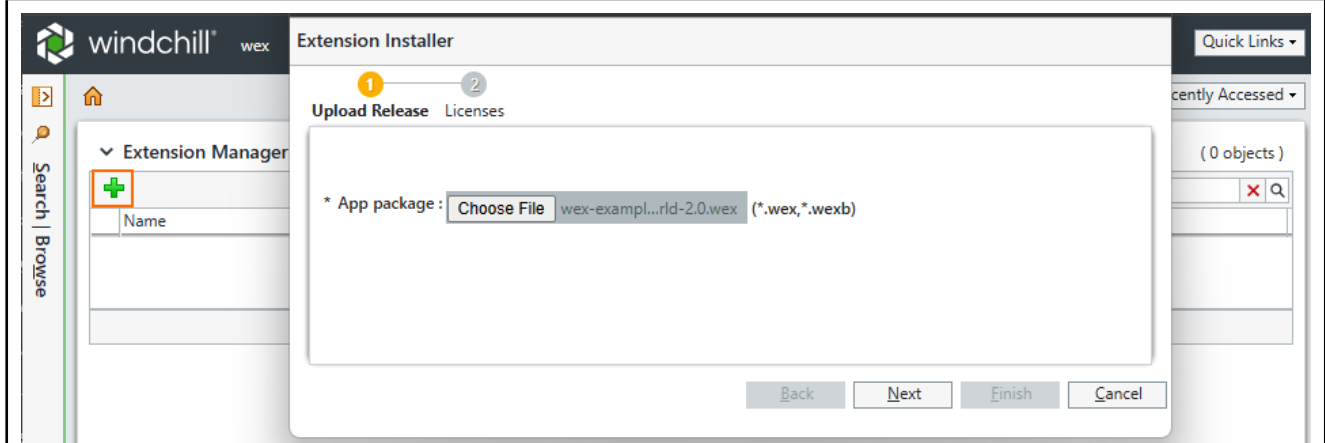 windchill® wex
Quick Links
Extension Installer
1 2
Upload Release Licenses
cently Accessed
Search | Browse
Extension Manager
( 0 objects )
Name
* App package : Choose File wex-exampl...rld-2.0.wex (*.wex,*.wexb)
Back Next Finish Cancel